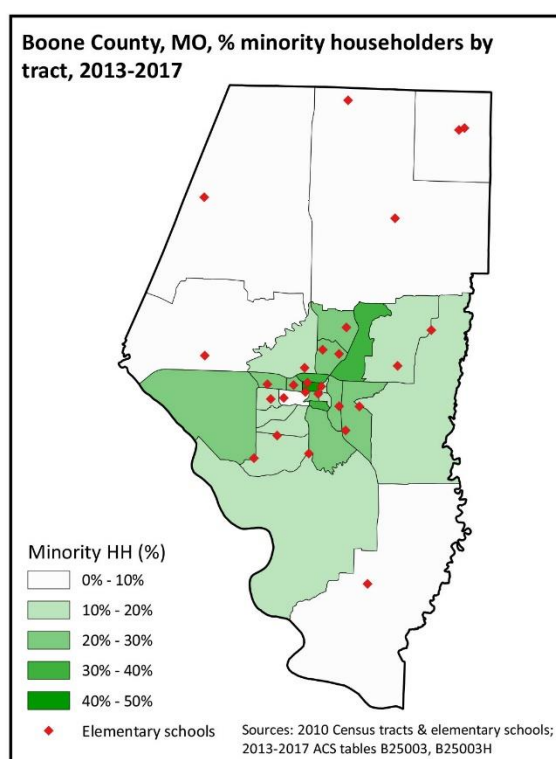 Boone County, MO, % minority householders by
tract, 2013-2017
Minority HH (%)
0% - 10%
10% - 20%
20% - 30%
30% - 40%
40% - 50%
Elementary schools
Sources: 2010 Census tracts & elementary schools;
2013-2017 ACS tables B25003, B25003H